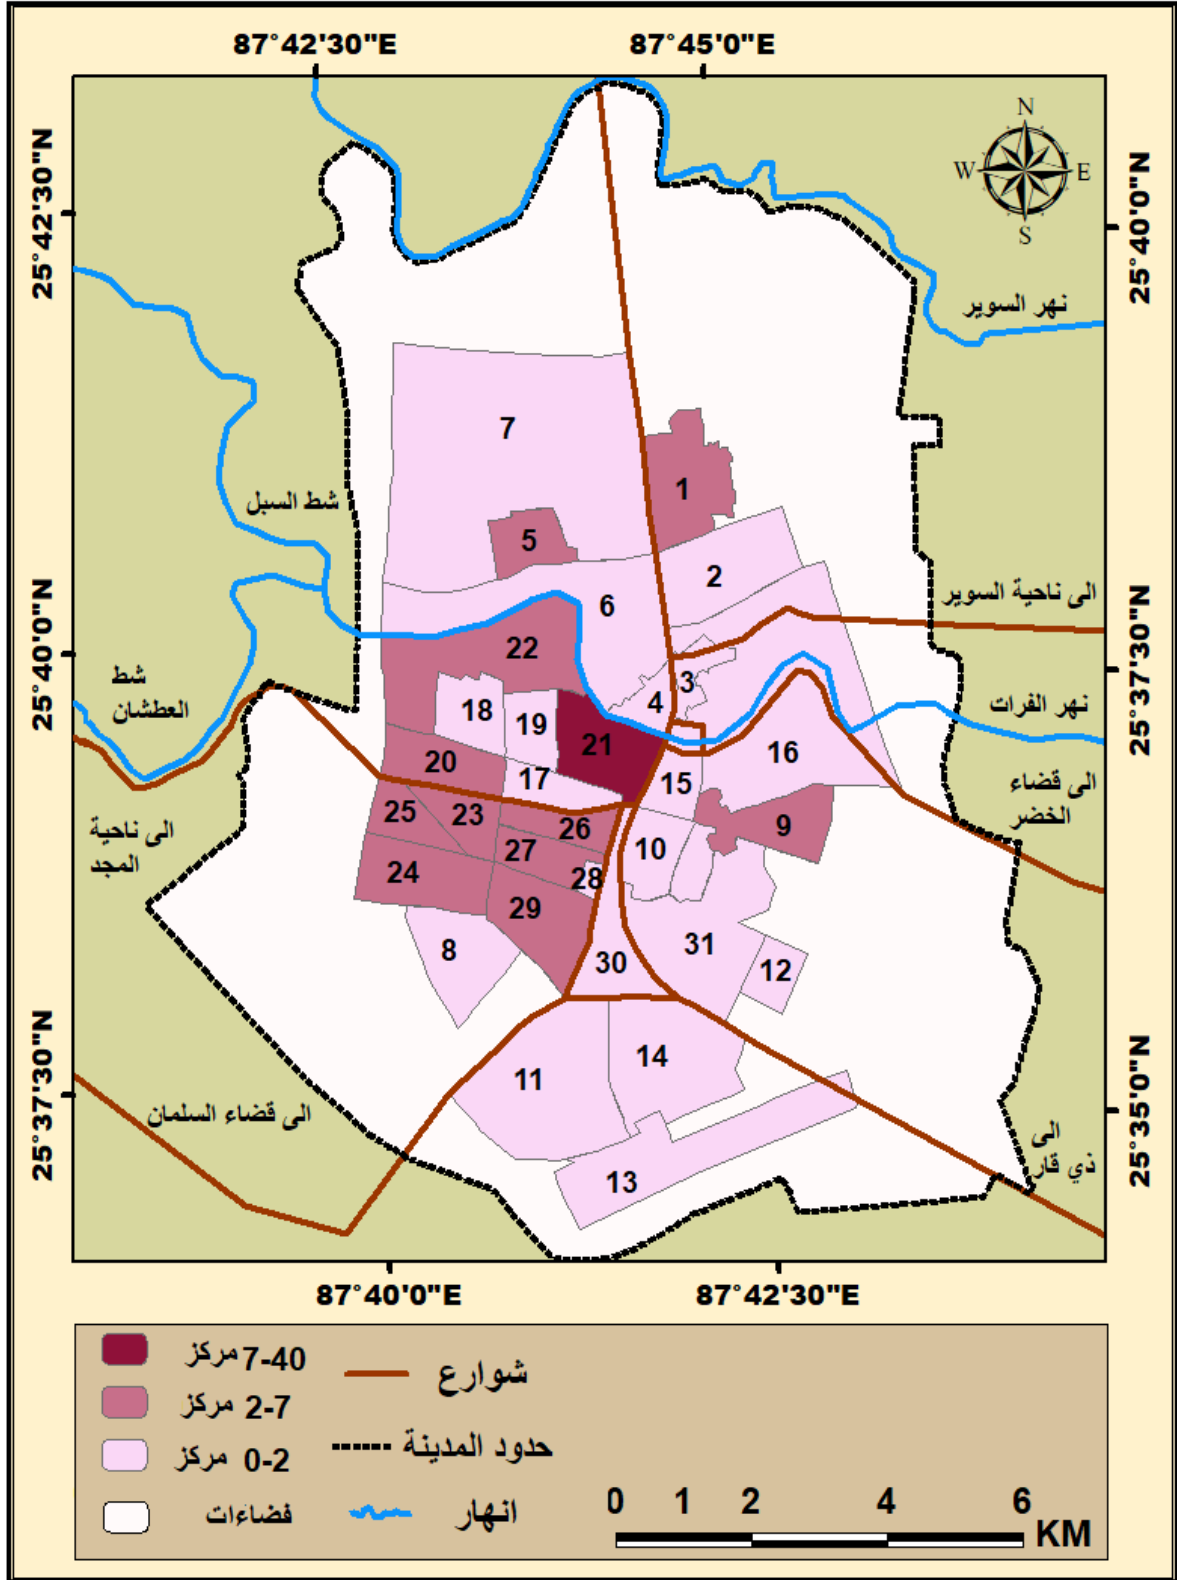 87°42'30"E
87°45'0"E
25°42'30"N
25°40'0"N
N
W
E
S
نهر السوير
7
1
شط السبل
5
2
الى ناحية السوير
6
25°40'0"N
25°37'30"N
22
3
شط
العطشان
18
4
نهر الفرات
19
21
16
20
17
15
الى قضاء
الخضر
25
23
26
9
الى ناحية
المجد
27
10
24
28
29
8
31
30
12
14
11
25°37'30"N
25°35'0"N
الى قضاء السلمان
الى
ذي قار
13
87°40'0"E
87°42'30"E
7-40 مركز
شوارع
2-7 مركز
حدود المدينة
0-2 مركز
فضاءات
انهار
0 1 2 4 6
KM